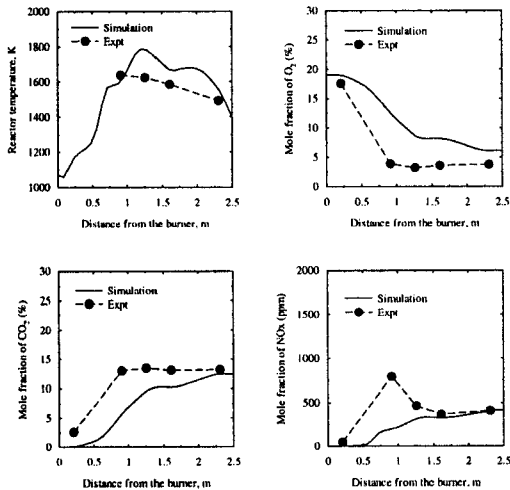 Reactor temperature, K
2000
1800
1600
1400
1200
1000
Simulation
Expt
0 0.5 1 1.5 2 2.5
Distance from the burner, m
Mole fraction of O2 (%)
30
25
20
15
10
5
0
Simulation
Expt
0 0.5 1 1.5 2 2.5
Distance from the burner, m
Mole fraction of CO2 (%)
30
25
20
15
10
5
0
Simulation
Expt
0 0.5 1 1.5 2 2.5
Distance from the burner, m
Mole fraction of NOx (ppm)
2000
1500
1000
500
0
Simulation
Expt
0 0.5 1 1.5 2 2.5
Distance from the burner, m